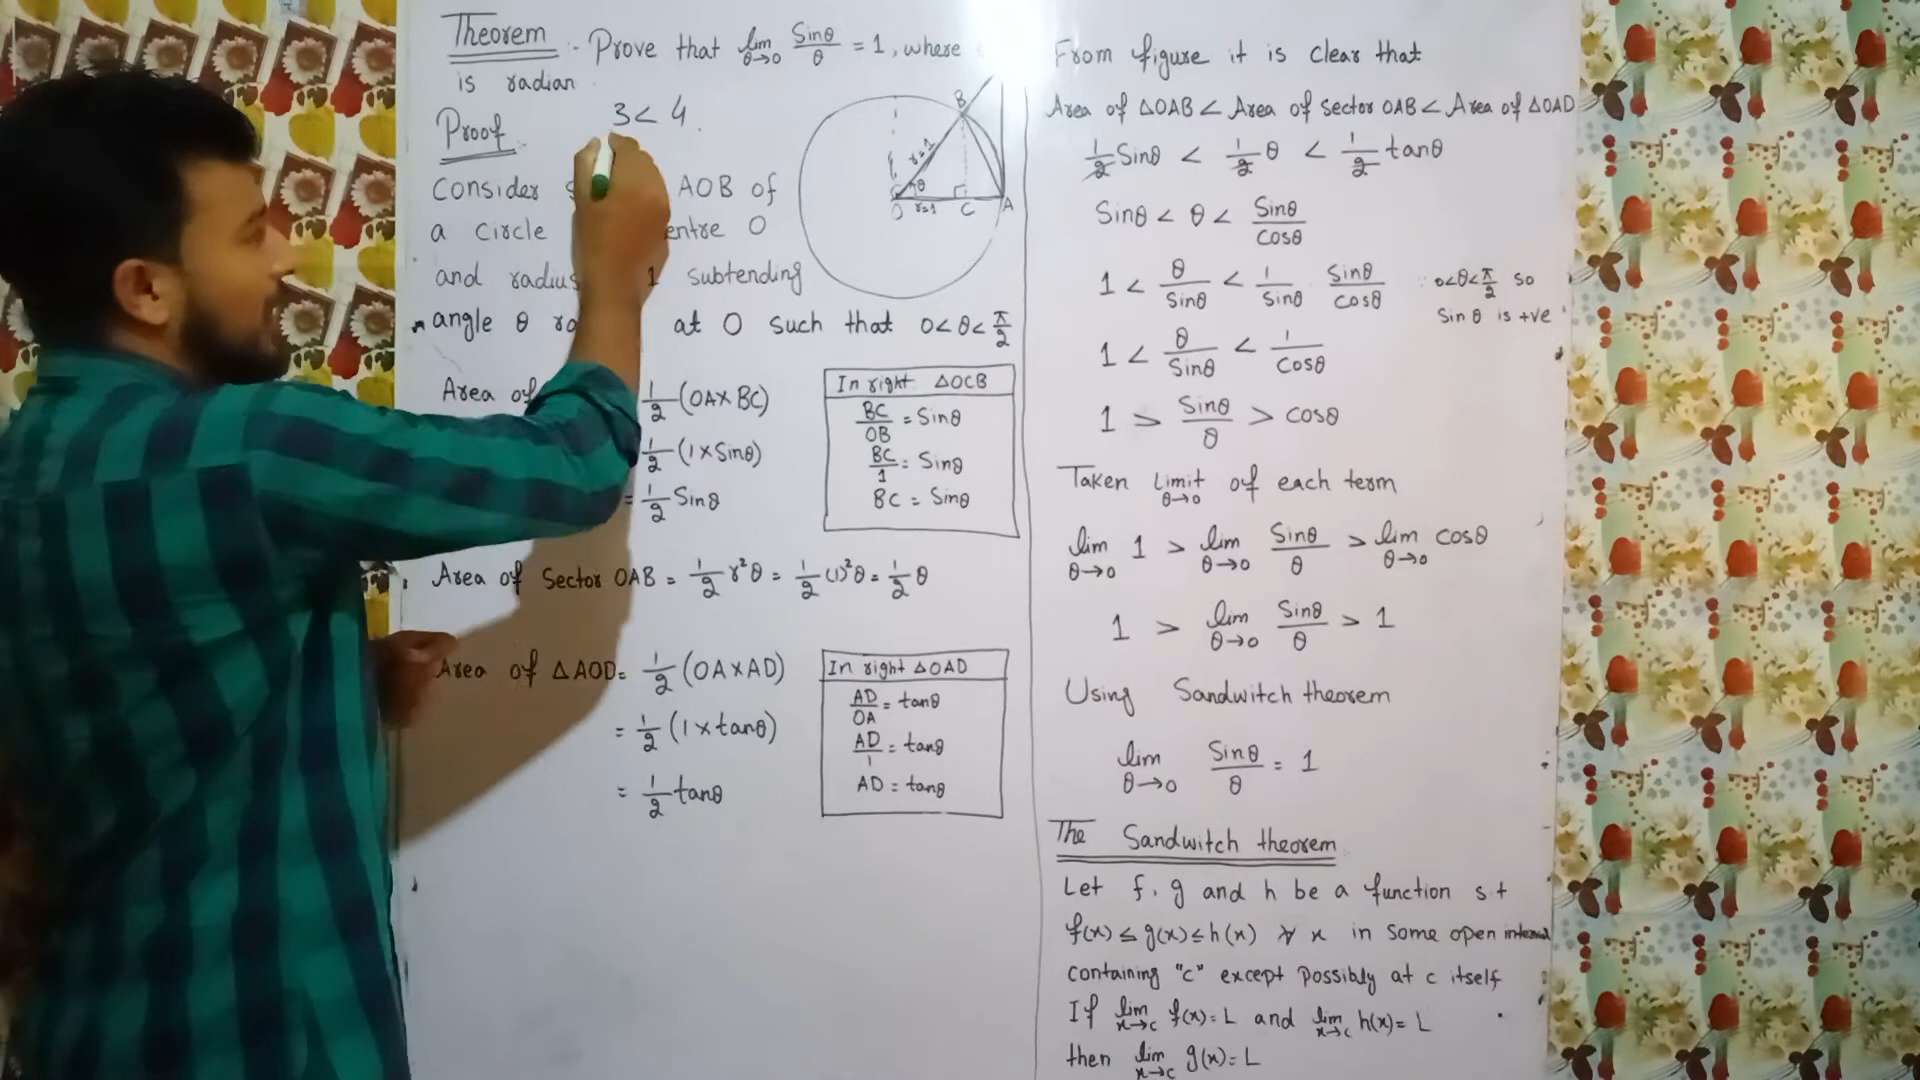 Theorem :- Prove that lim θ→0 Sinθ/θ = 1, where
is radian
Proof :-
3 < 4
Consider AOB of
a circle entre O
and radius 1 subtending
angle θ at O such that 0<θ<π/2
B
r=1
θ
O r=1 C A
Area of 1/2 (OA×BC)
1/2 (1×Sinθ)
= 1/2 Sinθ
In right △OCB
BC/OB = Sinθ
BC/1 = Sinθ
BC = Sinθ
Area of Sector OAB = 1/2 r²θ = 1/2 (1)²θ = 1/2 θ
Area of △AOD = 1/2 (OA×AD)
= 1/2 (1×tanθ)
= 1/2 tanθ
In right △OAD
AD/OA = tanθ
AD/1 = tanθ
AD = tanθ
From figure it is clear that
Area of △OAB < Area of sector OAB < Area of △OAD
1/2 Sinθ < 1/2 θ < 1/2 tanθ
Sinθ < θ < Sinθ/Cosθ
1 < θ/Sinθ < 1/Sinθ Sinθ/Cosθ ∵ 0<θ<π/2 so
Sinθ is +ve
1 < θ/Sinθ < 1/Cosθ
1 > Sinθ/θ > cosθ
Taken Limit θ→0 of each term
lim θ→0 1 > lim θ→0 Sinθ/θ > lim θ→0 cosθ
1 > lim θ→0 Sinθ/θ > 1
Using Sandwitch theorem
lim θ→0 Sinθ/θ = 1
The Sandwitch theorem
Let f, g and h be a function s t
f(x) ≤ g(x) ≤ h(x) ∀ x in some open interval
containing "c" except possibly at c itself
If lim x→c f(x) = L and lim x→c h(x) = L
then lim x→c g(x) = L